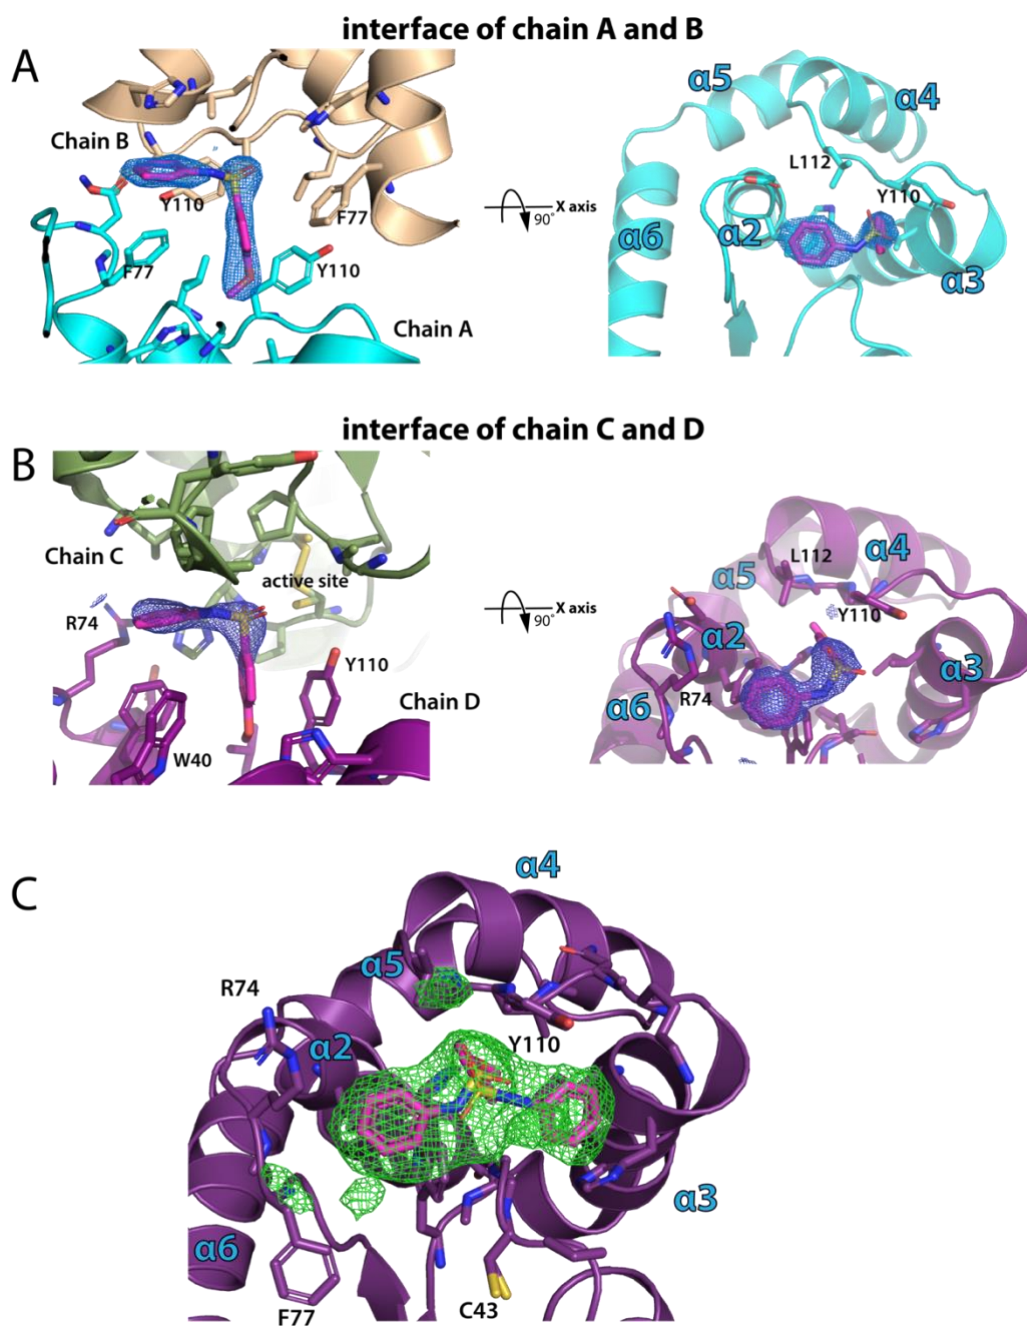 interface of chain A and B
A
Chain B
Y110
F77
F77
Y110
Chain A
X axis
90°
α5
α4
L112
Y110
α2
α6
α3
interface of chain C and D
B
Chain C
active site
R74
Y110
Chain D
W40
X axis
90°
L112
α4
α5
Y110
α2
α3
R74
α6
C
α4
α5
R74
Y110
α2
α3
α6
F77
C43